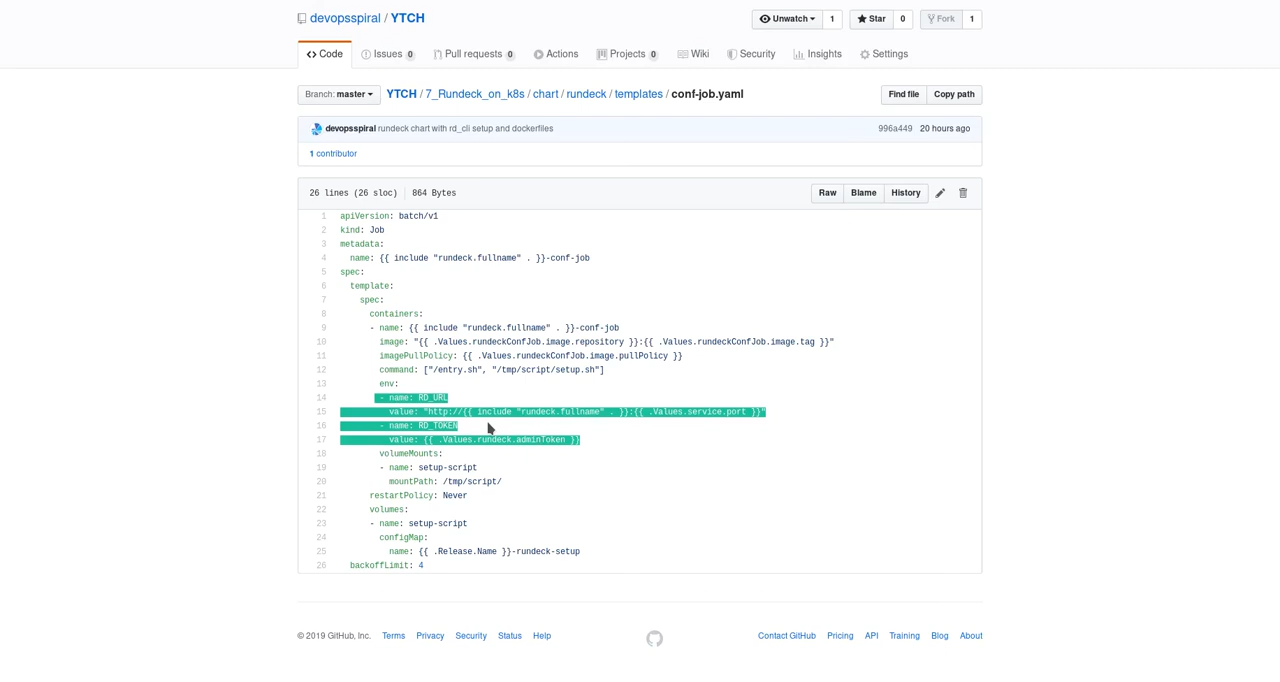 devopsspiral / YTCH
Unwatch 1 Star 0 Fork 1
Code Issues 0 Pull requests 0 Actions Projects 0 Wiki Security Insights Settings
Branch: master YTCH / 7_Rundeck_on_k8s / chart / rundeck / templates / conf-job.yaml Find file Copy path
devopsspiral rundeck chart with rd_cli setup and dockerfiles 996a449 20 hours ago
1 contributor
26 lines (26 sloc) 864 Bytes Raw Blame History
1 apiVersion: batch/v1
2 kind: Job
3 metadata:
4 name: {{ include "rundeck.fullname" . }}-conf-job
5 spec:
6 template:
7 spec:
8 containers:
9 - name: {{ include "rundeck.fullname" . }}-conf-job
10 image: "{{ .Values.rundeckConfJob.image.repository }}:{{ .Values.rundeckConfJob.image.tag }}"
11 imagePullPolicy: {{ .Values.rundeckConfJob.image.pullPolicy }}
12 command: ["/entry.sh", "/tmp/script/setup.sh"]
13 env:
14 - name: RD_URL
15 value: "http://{{ include "rundeck.fullname" . }}:{{ .Values.service.port }}"
16 - name: RD_TOKEN
17 value: {{ .Values.rundeck.adminToken }}
18 volumeMounts:
19 - name: setup-script
20 mountPath: /tmp/script/
21 restartPolicy: Never
22 volumes:
23 - name: setup-script
24 configMap:
25 name: {{ .Release.Name }}-rundeck-setup
26 backoffLimit: 4
© 2019 GitHub, Inc. Terms Privacy Security Status Help Contact GitHub Pricing API Training Blog About